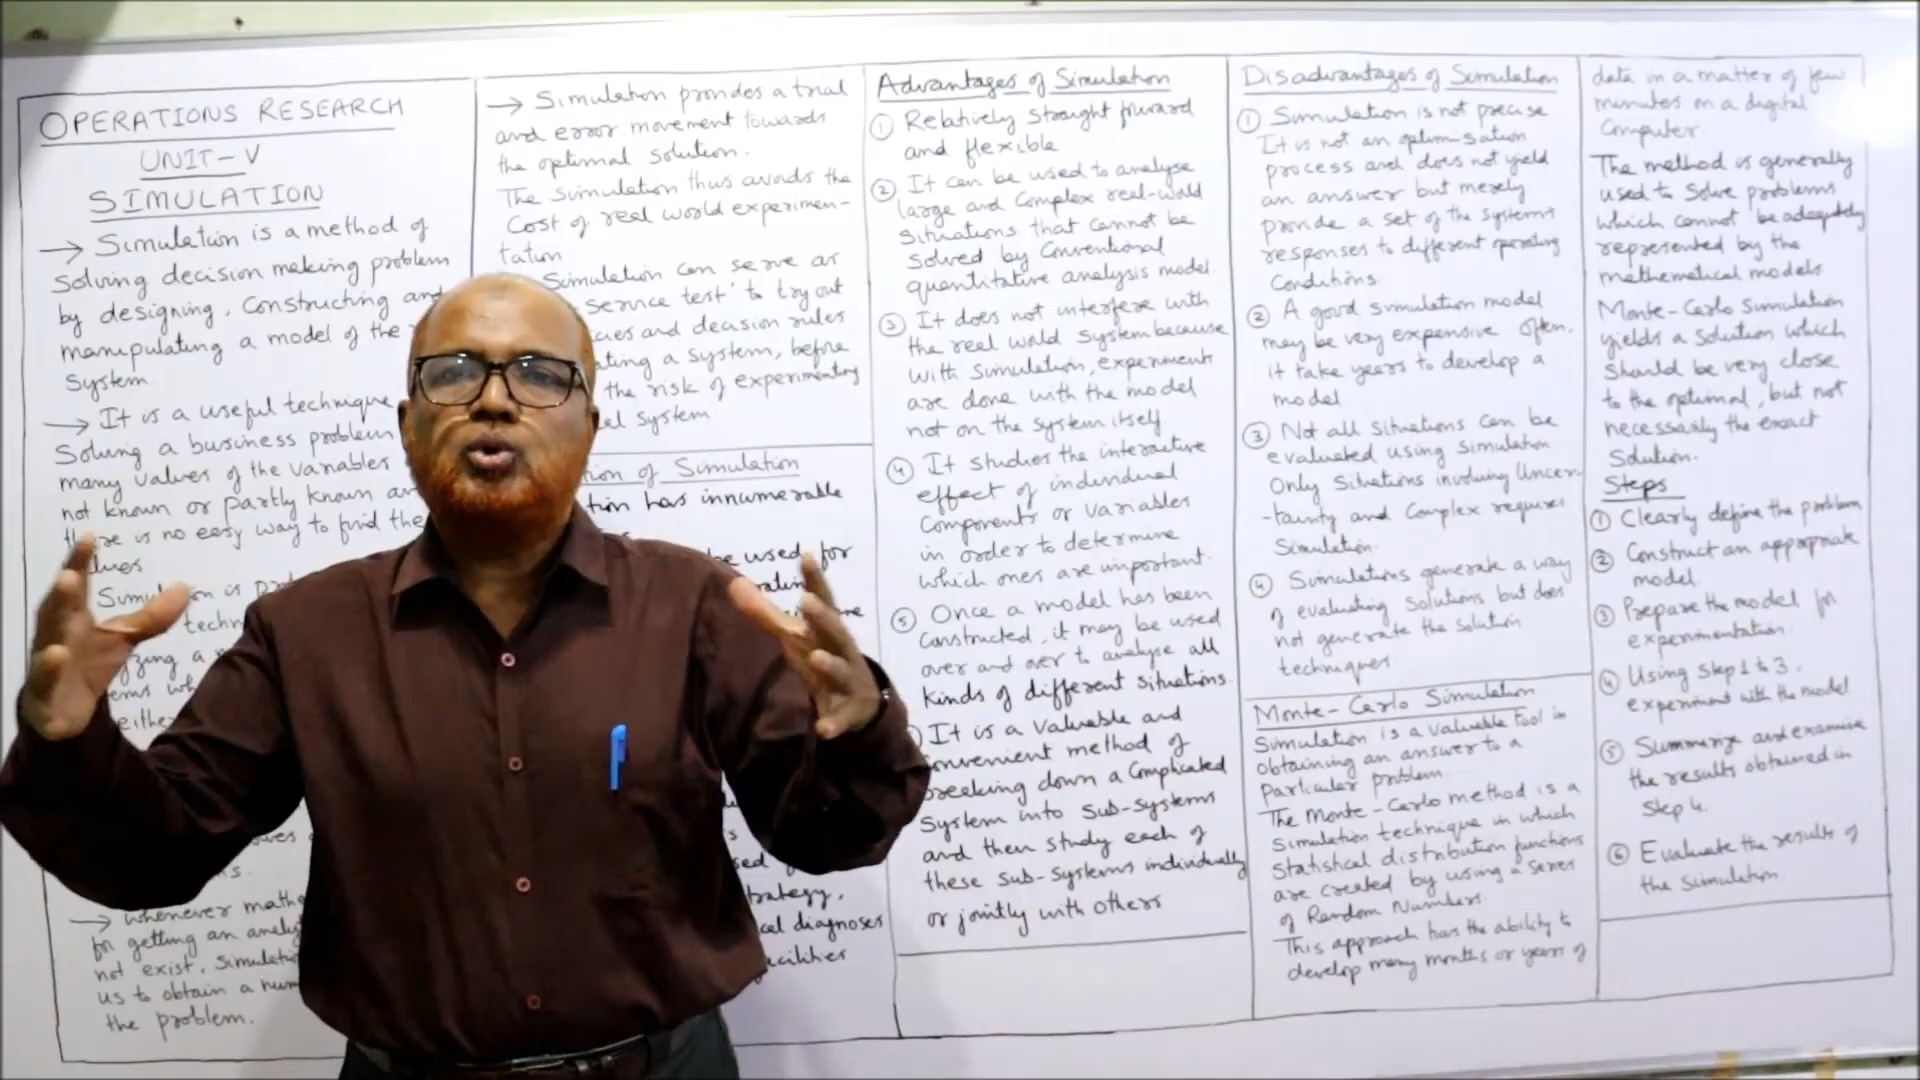 OPERATIONS RESEARCH
UNIT-V
SIMULATION
→ Simulation is a method of
Solving decision making problem
by designing, Constructing and
manipulating a model of the
System
→ It is a useful technique
Solving a business problem
many values of the variables
not known or partly known
there is no easy way to find the
Simulation is
→ whenever
for getting an
not exist, Simulation
us to obtain a
the problem.
→ Simulation provides a trial
and error movement towards
the optimal solution.
The Simulation thus avoids the
Cost of real world experimen-
tation
Simulation can serve as
service test' to try out
and decision rules
a system, before
the risk of experimenting
system
of Simulation
has innumerable
be used for
strategy,
diagnoses
Advantages of Simulation
① Relatively straight forward
and flexible
② It can be used to analyse
large and Complex real-world
situations that cannot be
solved by Conventional
quantitative analysis model.
③ It does not interfere with
the real world System because
with Simulation, experiments
are done with the model
not on the system itself
④ It studies the interactive
effect of individual
Components or variables
in order to determine
which ones are important.
⑤ Once a model has been
Constructed, it may be used
over and over to analyse all
kinds of different situations.
It is a valuable and
Convenient method of
breaking down a Complicated
System into Sub-systems
and then study each of
these Sub-systems individually
or jointly with others
Disadvantages of Simulation
① Simulation is not precise
It is not an optimi-sation
process and does not yield
an answer but merely
provide a set of the systems
responses to different operating
Conditions.
② A good simulation model
may be very expensive often.
it take years to develop a
model
③ Not all situations can be
evaluated using Simulation
Only Situations involving Uncer-
-tainty and Complex requires
Simulation.
④ Simulations generate a way
of evaluating Solutions but does
not generate the solution
techniques
Monte-Carlo Simulation
Simulation is a valuable tool in
obtaining an answer to a
particular problem.
The Monte-Carlo method is a
Simulation technique in which
Statistical distribution functions
are created by using a series
of Random Numbers.
This approach has the ability to
develop many months or years of
data in a matter of few
minutes on a digital
Computer.
The method is generally
used to solve problems
which cannot be adequately
represented by the
mathematical models
Monte-Carlo Simulation
yields a solution which
should be very close
to the optimal, but not
necessarily the exact
Solution.
Steps
① Clearly define the problem
② Construct an appropriate
model.
③ Prepare the model for
experimentation.
④ Using Step 1 to 3.
experiment with the model
⑤ Summarize and examine
the results obtained in
Step 4.
⑥ Evaluate the results of
the simulation.